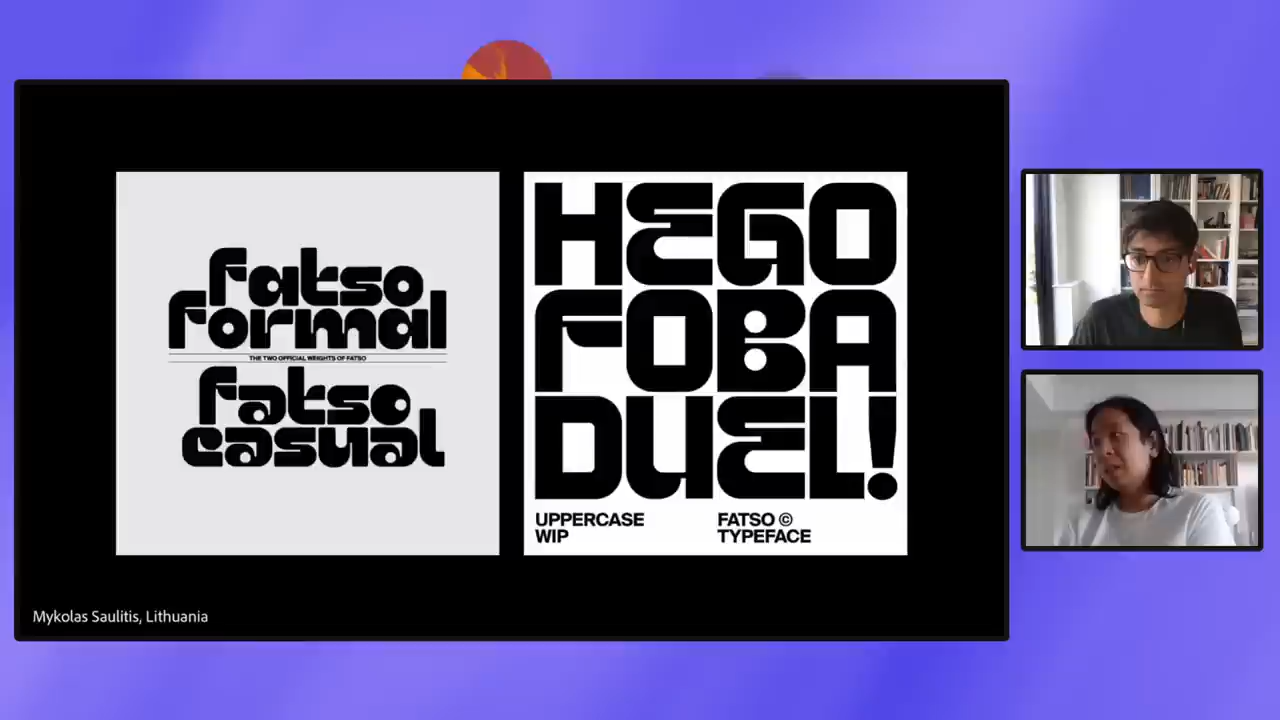 fatso
formal
THE TWO OFFICIAL WEIGHTS OF FATSO
fatso
casual
HEGO
FOBA
DUEL!
UPPERCASE
WIP
FATSO ©
TYPEFACE
Mykolas Saulitis, Lithuania